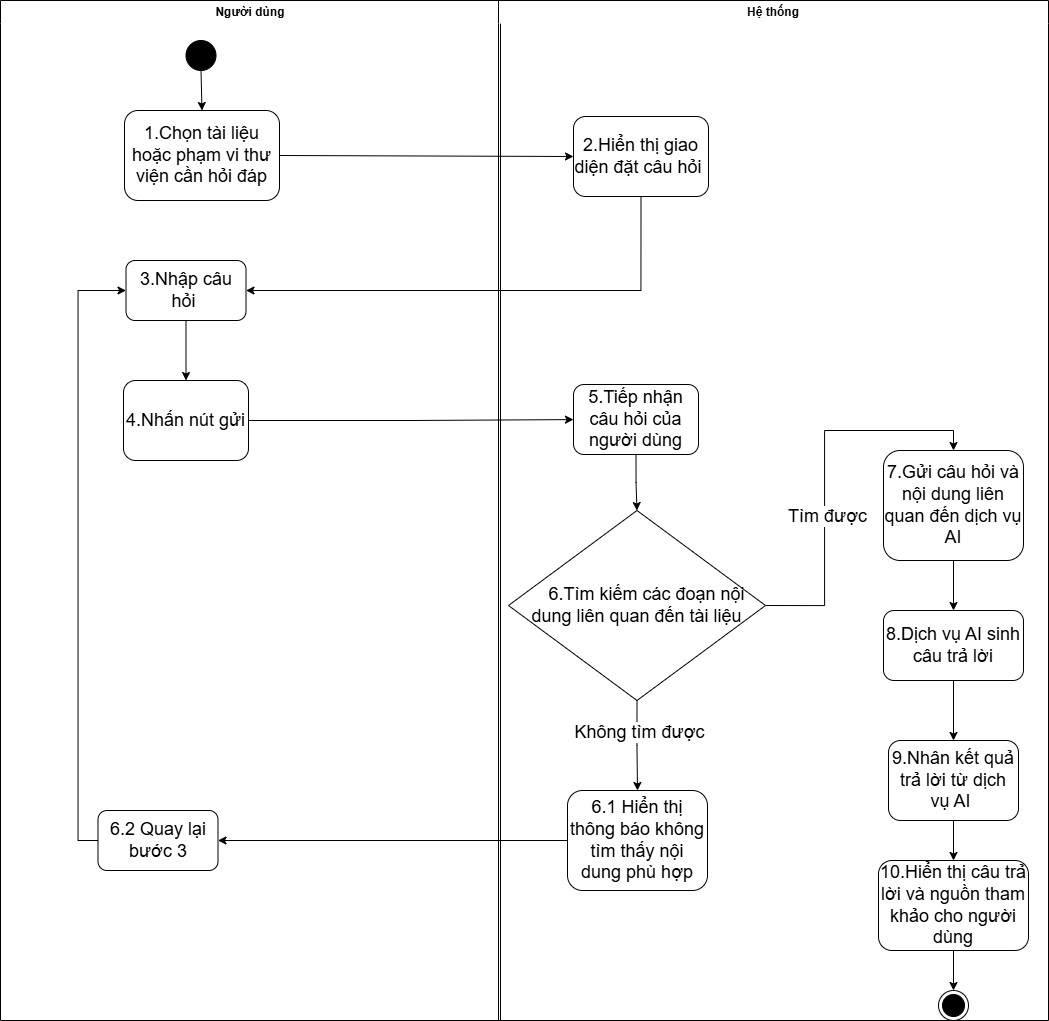 Người dùng
Hệ thống
1.Chọn tài liệu
hoặc phạm vi thư
viện cần hỏi đáp
2.Hiển thị giao
diện đặt câu hỏi
3.Nhập câu
hỏi
4.Nhấn nút gửi
5.Tiếp nhận
câu hỏi của
người dùng
6.Tìm kiếm các đoạn nội
dung liên quan đến tài liệu
Tìm được
7.Gửi câu hỏi và
nội dung liên
quan đến dịch vụ
AI
8.Dịch vụ AI sinh
câu trả lời
Không tìm được
9.Nhân kết quả
trả lời từ dịch
vụ AI
6.1 Hiển thị
thông báo không
tìm thấy nội
dung phù hợp
6.2 Quay lại
bước 3
10.Hiển thị câu trả
lời và nguồn tham
khảo cho người
dùng